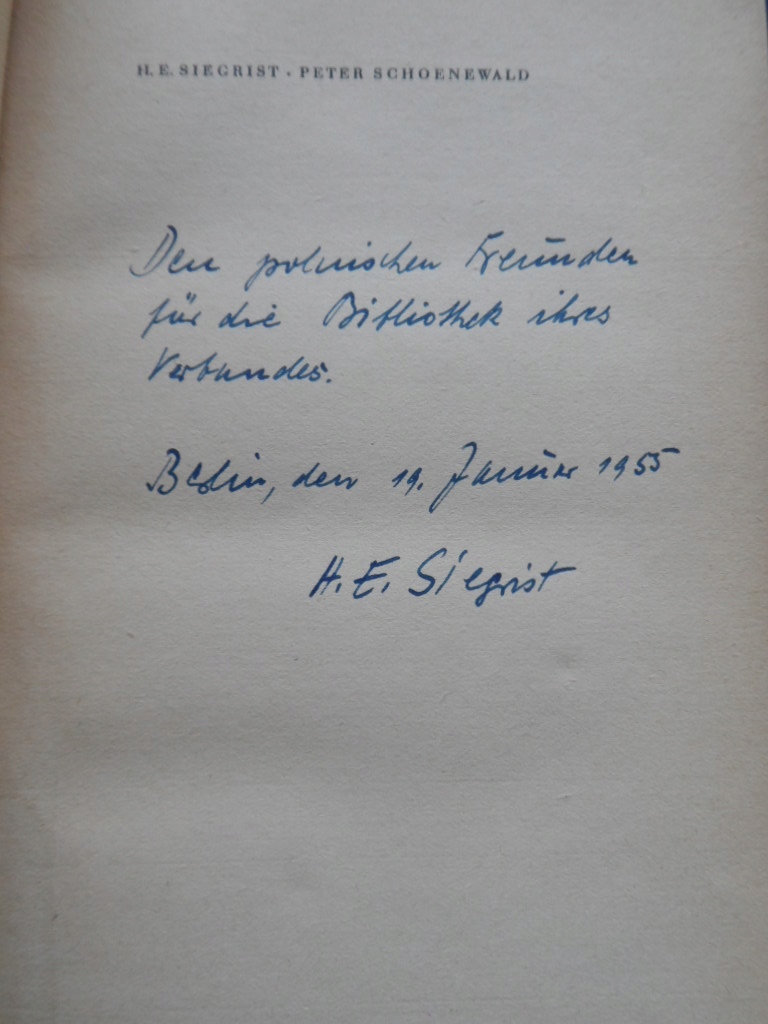 H. E. SIEGRIST · PETER SCHOENEWALD
Den polnischen Freunden
für die Bibliothek ihres
Verbandes.
Berlin, den 19. Januar 1955
H. E. Siegrist